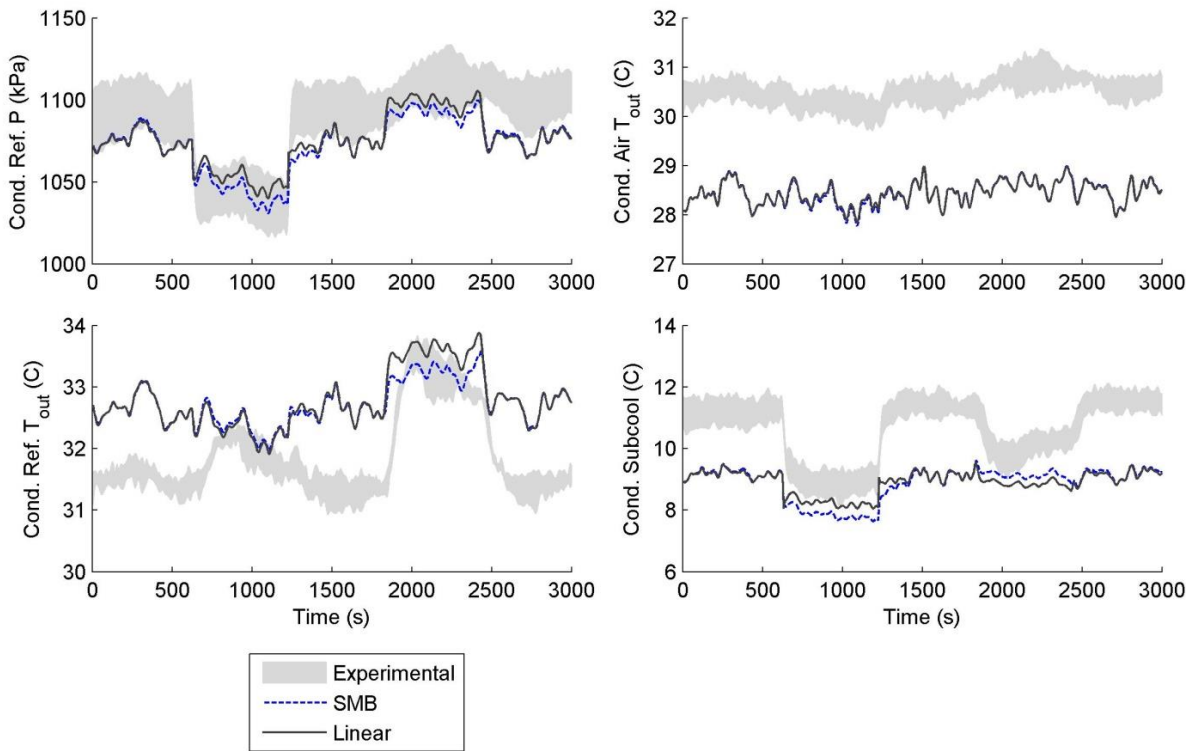 Cond. Ref. P (kPa)
1150
1100
1050
1000
0 500 1000 1500 2000 2500 3000
Cond. Air T_out (C)
32
31
30
29
28
27
0 500 1000 1500 2000 2500 3000
Cond. Ref. T_out (C)
34
33
32
31
30
0 500 1000 1500 2000 2500 3000
Time (s)
Cond. Subcool (C)
14
12
10
8
6
0 500 1000 1500 2000 2500 3000
Time (s)
Experimental
SMB
Linear